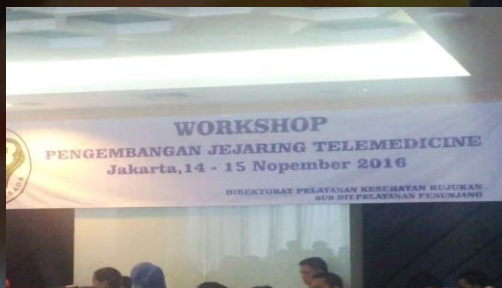 WORKSHOP
PENGEMBANGAN JEJARING TELEMEDICINE
Jakarta,14 - 15 Nopember 2016
DIREKTORAT PELAYANAN KESEHATAN RUJUKAN
SUB.DIT.PELAYANAN PENUNJANG